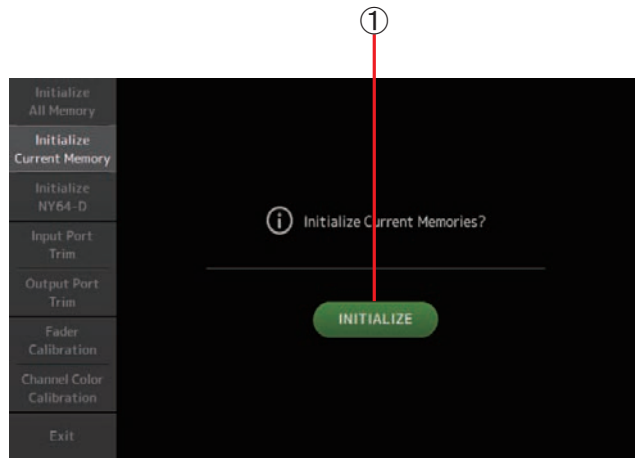 ①
Initialize
All Memory
Initialize
Current Memory
Initialize
NY64-D
Input Port
Trim
Output Port
Trim
Fader
Calibration
Channel Color
Calibration
Exit
Initialize Current Memories?
INITIALIZE